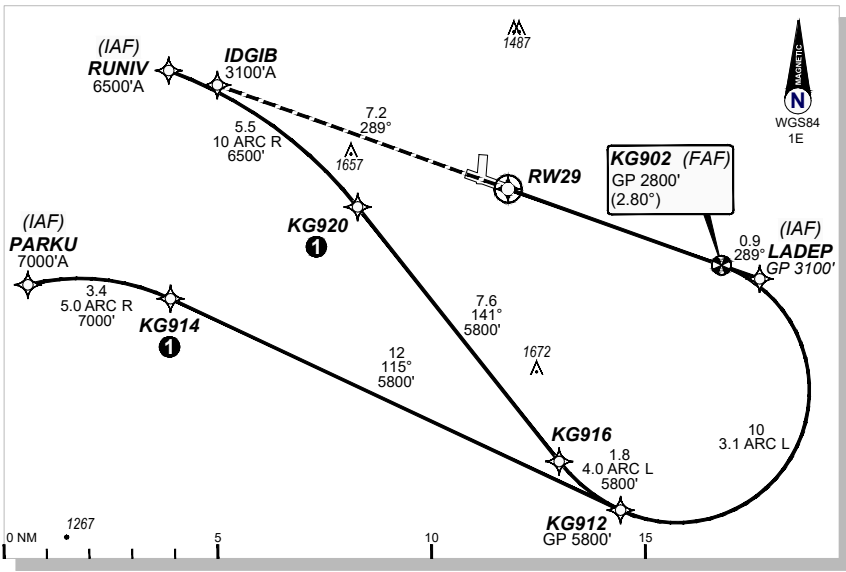 (IAF)
RUNIV
6500'A
IDGIB
3100'A
1487
MAGNETIC
N
WGS84
1E
7.2
289°
5.5
10 ARC R
6500'
1657
KG902 (FAF)
GP 2800'
(2.80°)
RW29
(IAF)
PARKU
7000'A
KG920
1
(IAF)
LADEP
GP 3100'
0.9
289°
3.4
5.0 ARC R
7000'
KG914
1
7.6
141°
5800'
12
115°
5800'
1672
KG916
1.8
4.0 ARC L
5800'
10
3.1 ARC L
KG912
GP 5800'
1267
0 NM
5
10
15